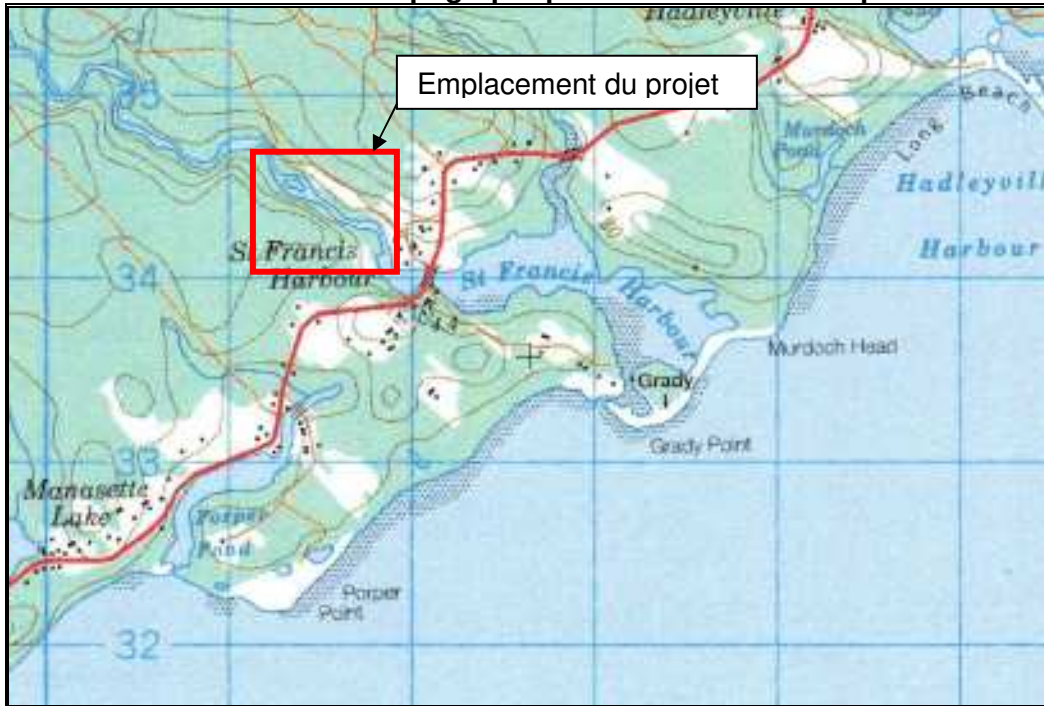 Hadleyville
Emplacement du projet
35
Long Beach
Murdoch
Pond
Hadleyvill
Harbour
St Francis
Harbour
34
St Francis Harbour
20
Murdoch Head
Grady
Grady Point
33
Manasette
Lake
Porper
Pond
Porper
Point
32